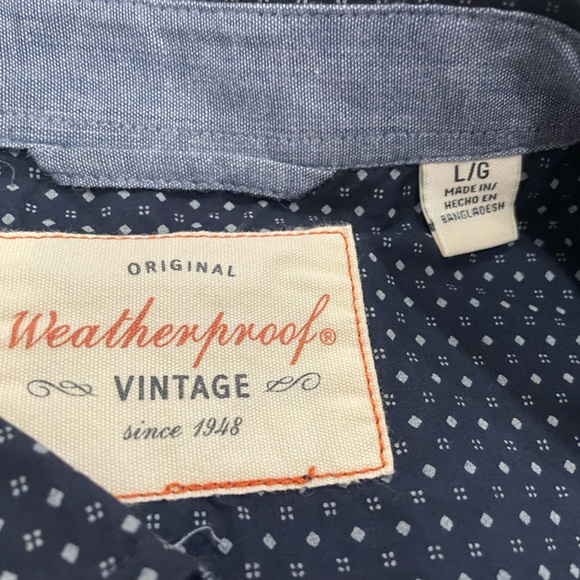 L/G
MADE IN/
HECHO EN
BANGLADESH
ORIGINAL
Weatherproof®
VINTAGE
since 1948